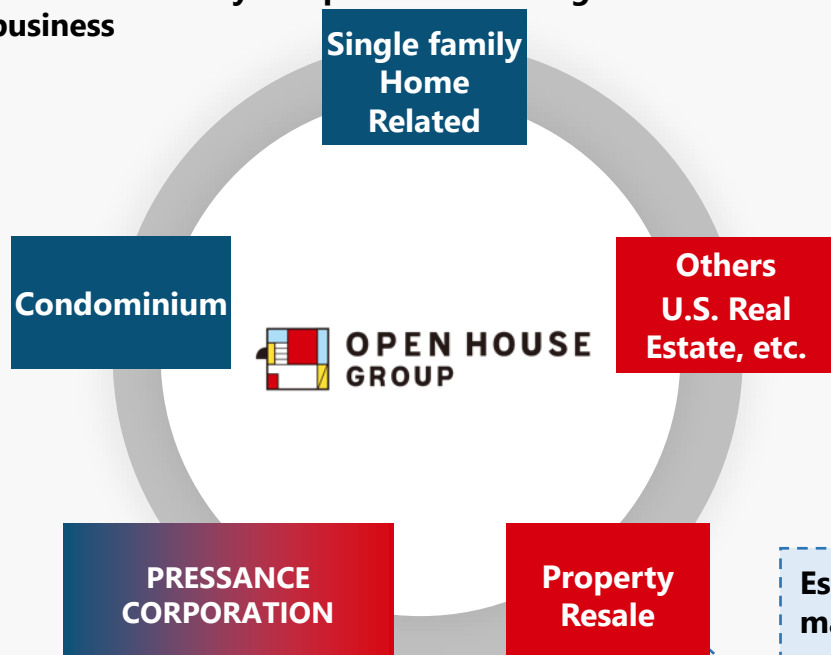 business
Single family
Home
Related
Condominium
Others
U.S. Real
Estate, etc.
OPEN HOUSE
GROUP
PRESSANCE
CORPORATION
Property
Resale